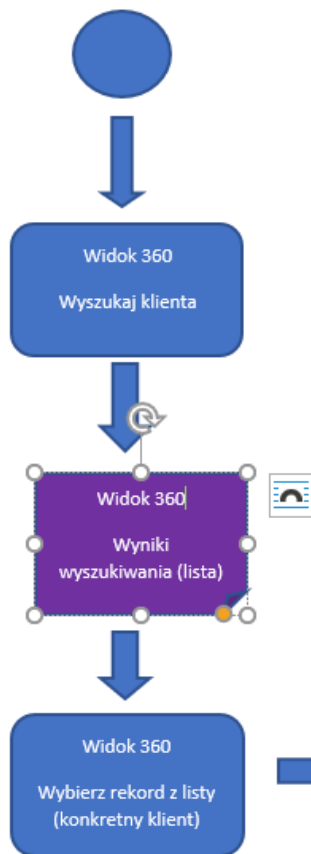 Widok 360
Wyszukaj klienta
Widok 360
Wyniki
wyszukiwania (lista)
Widok 360
Wybierz rekord z listy
(konkretny klient)